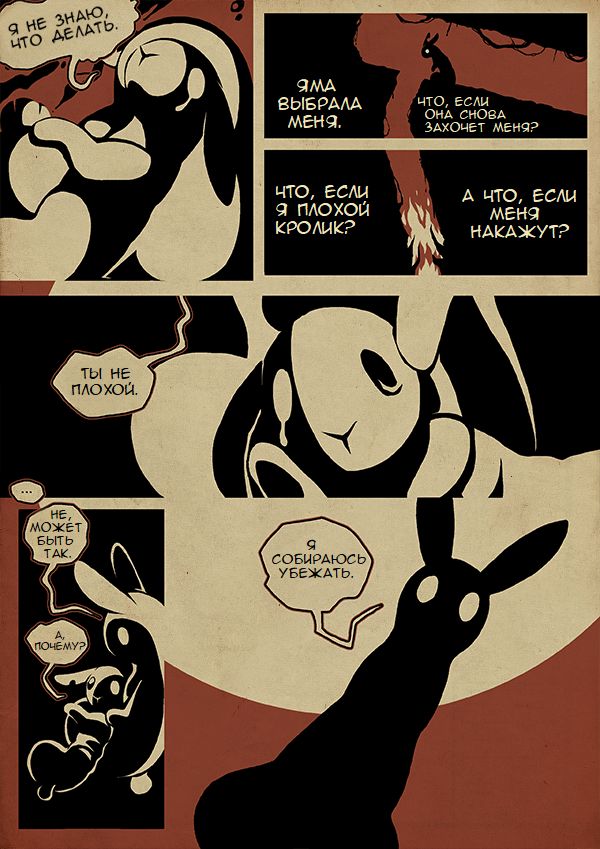 Я НЕ ЗНАЮ,
ЧТО ДЕЛАТЬ.
ЯМА
ВЫБРАЛА
МЕНЯ.
ЧТО, ЕСЛИ
ОНА СНОВА
ЗАХОЧЕТ МЕНЯ?
ЧТО, ЕСЛИ
Я ПЛОХОЙ
КРОЛИК?
А ЧТО, ЕСЛИ
МЕНЯ
НАКАЖУТ?
ТЫ НЕ
ПЛОХОЙ.
...
НЕ,
МОЖЕТ
БЫТЬ
ТАК.
А,
ПОЧЕМУ?
Я
СОБИРАЮСЬ
УБЕЖАТЬ.